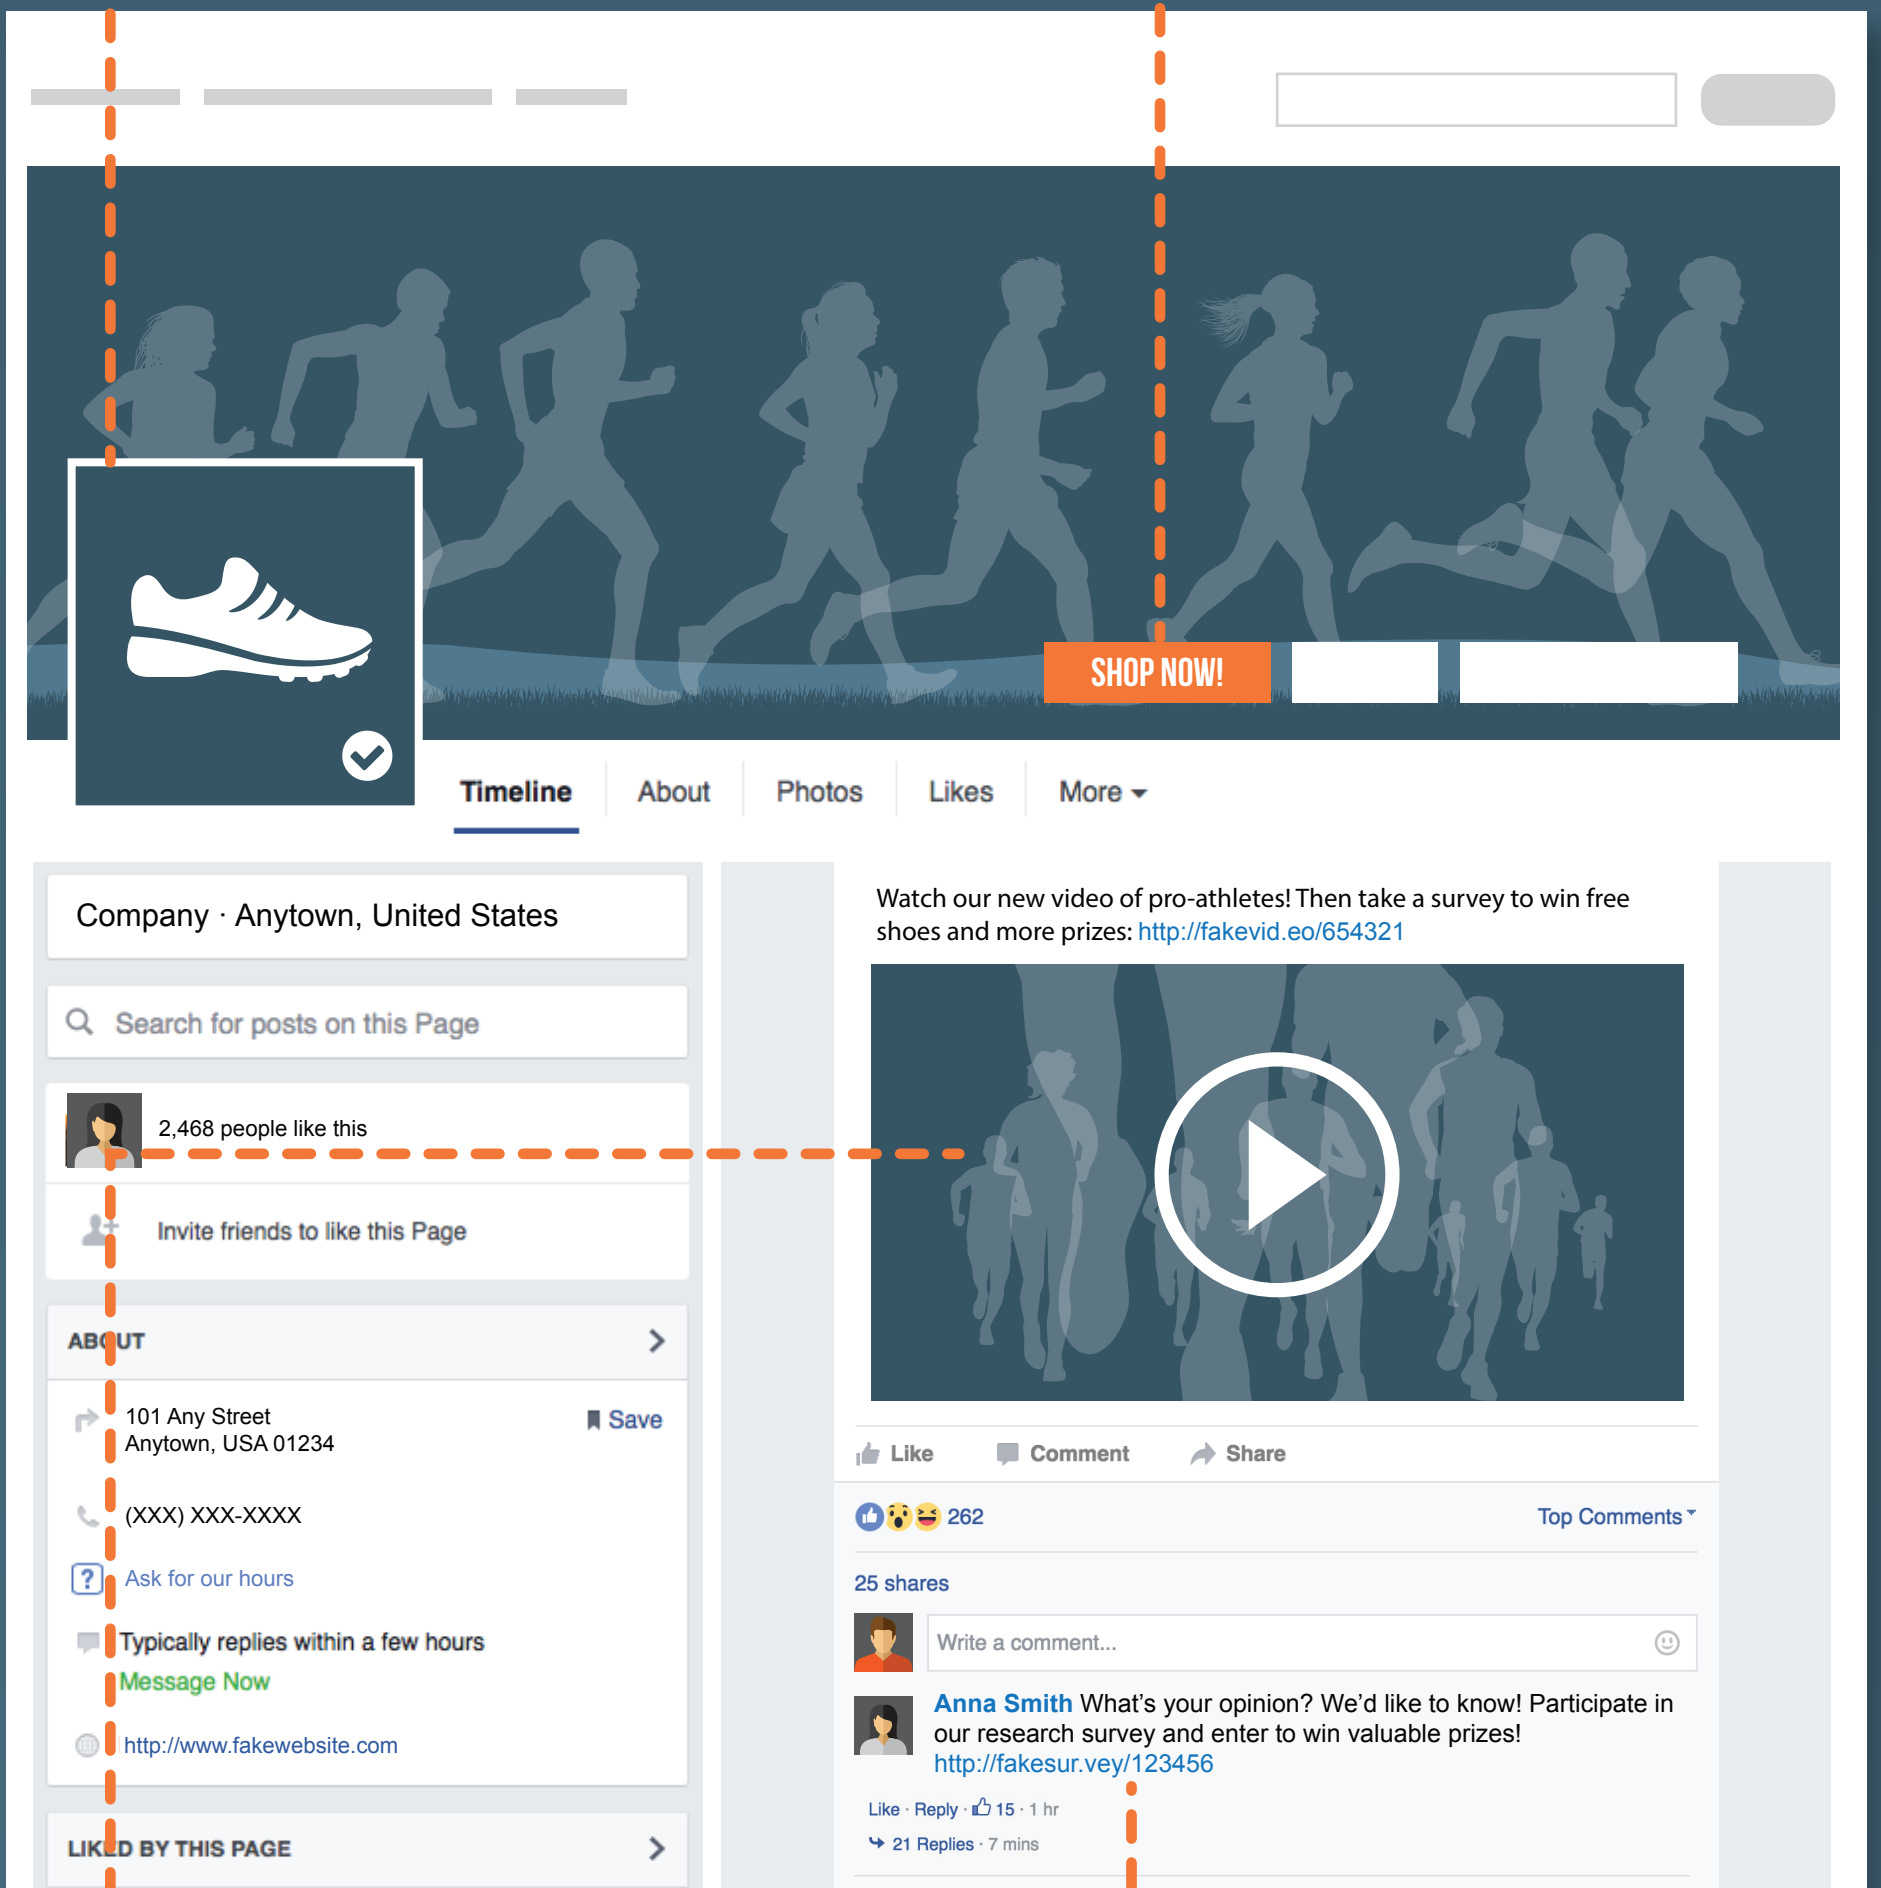 SHOP NOW!
Timeline
About
Photos
Likes
More
Company · Anytown, United States
Search for posts on this Page
2,468 people like this
Invite friends to like this Page
ABOUT
101 Any Street
Anytown, USA 01234
Save
(XXX) XXX-XXXX
? Ask for our hours
Typically replies within a few hours
Message Now
http://www.fakewebsite.com
LIKED BY THIS PAGE
Watch our new video of pro-athletes! Then take a survey to win free
shoes and more prizes: http://fakevid.eo/654321
Like
Comment
Share
262
Top Comments
25 shares
Write a comment...
Anna Smith What's your opinion? We'd like to know! Participate in
our research survey and enter to win valuable prizes!
http://fakesur.vey/123456
Like · Reply · 15 · 1 hr
21 Replies · 7 mins